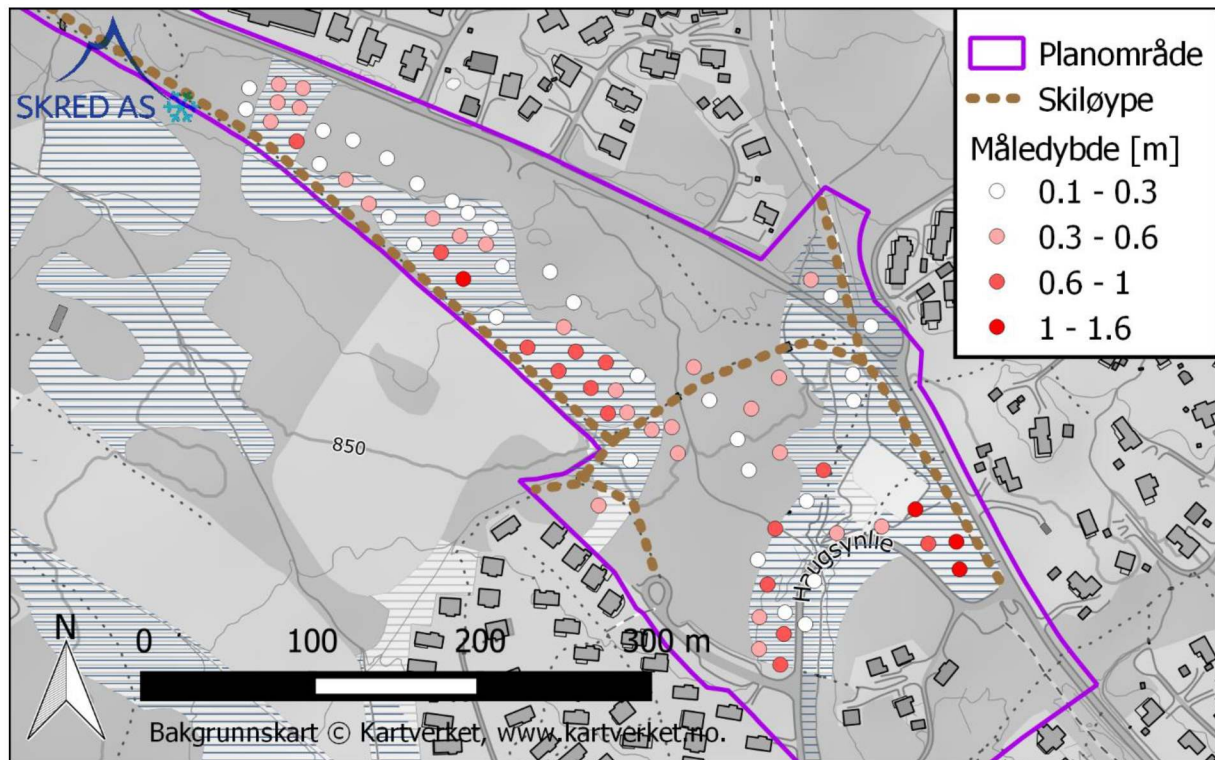 SKRED AS
Planområde
Skiløype
Måledybde [m]
0.1 - 0.3
0.3 - 0.6
0.6 - 1
1 - 1.6
850
Haugsynlie
N
0 100 200 300 m
Bakgrunnskart © Kartverket, www.kartverket.no.